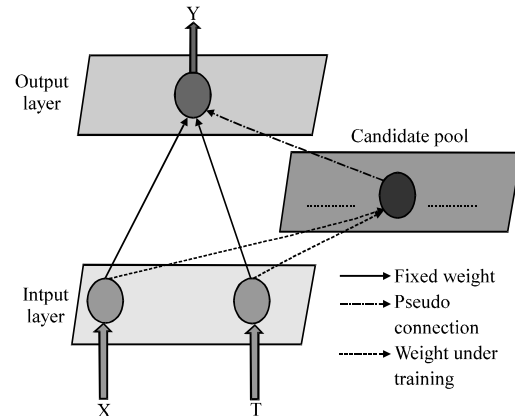 Y
Output
layer
Candidate pool
Intput
layer
Fixed weight
Pseudo
connection
Weight under
training
X
T